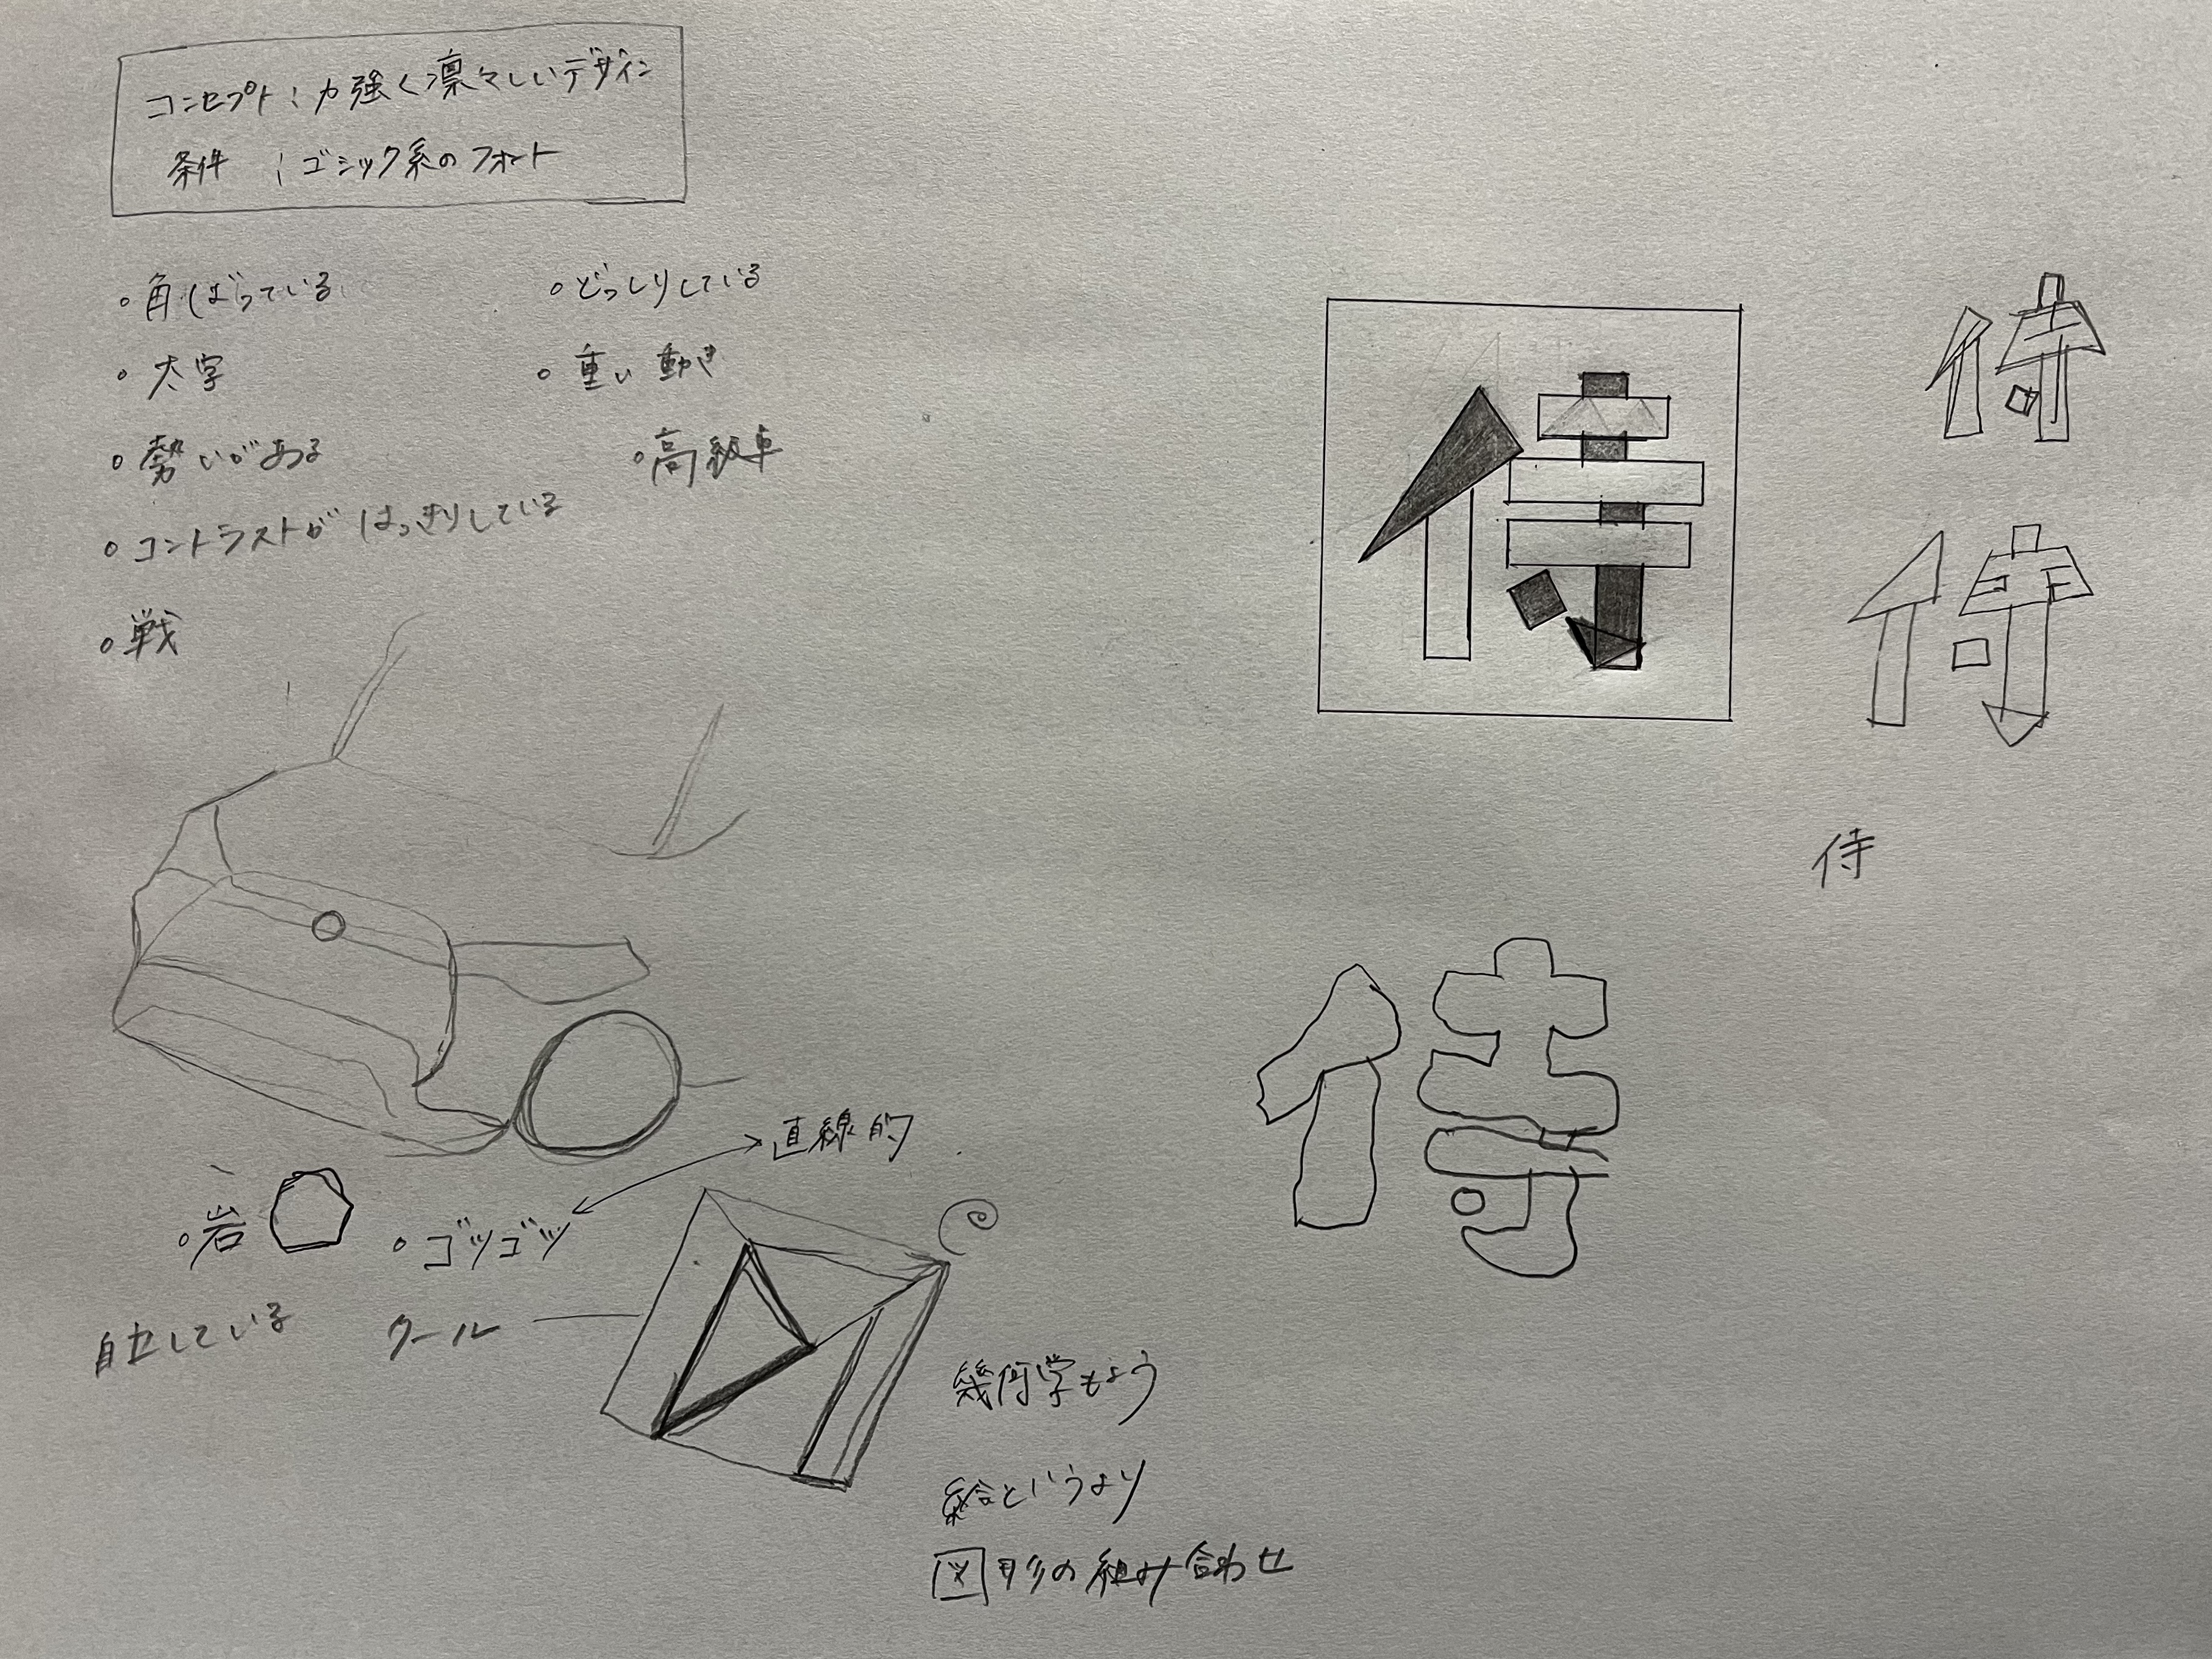 コンセプト：力強く凛々しいデザイン
条件：ゴシック系のフォント
◦角ばっている
◦太字
◦勢いがある
◦コントラストがはっきりしている
◦戦
◦どっしりしている
◦重い動き
◦高級車
侍
侍
侍
侍
侍
直線的
◦岩
◦ゴツゴツ
自立している
クール
幾何学もよう
絵というより
図形の組み合わせ